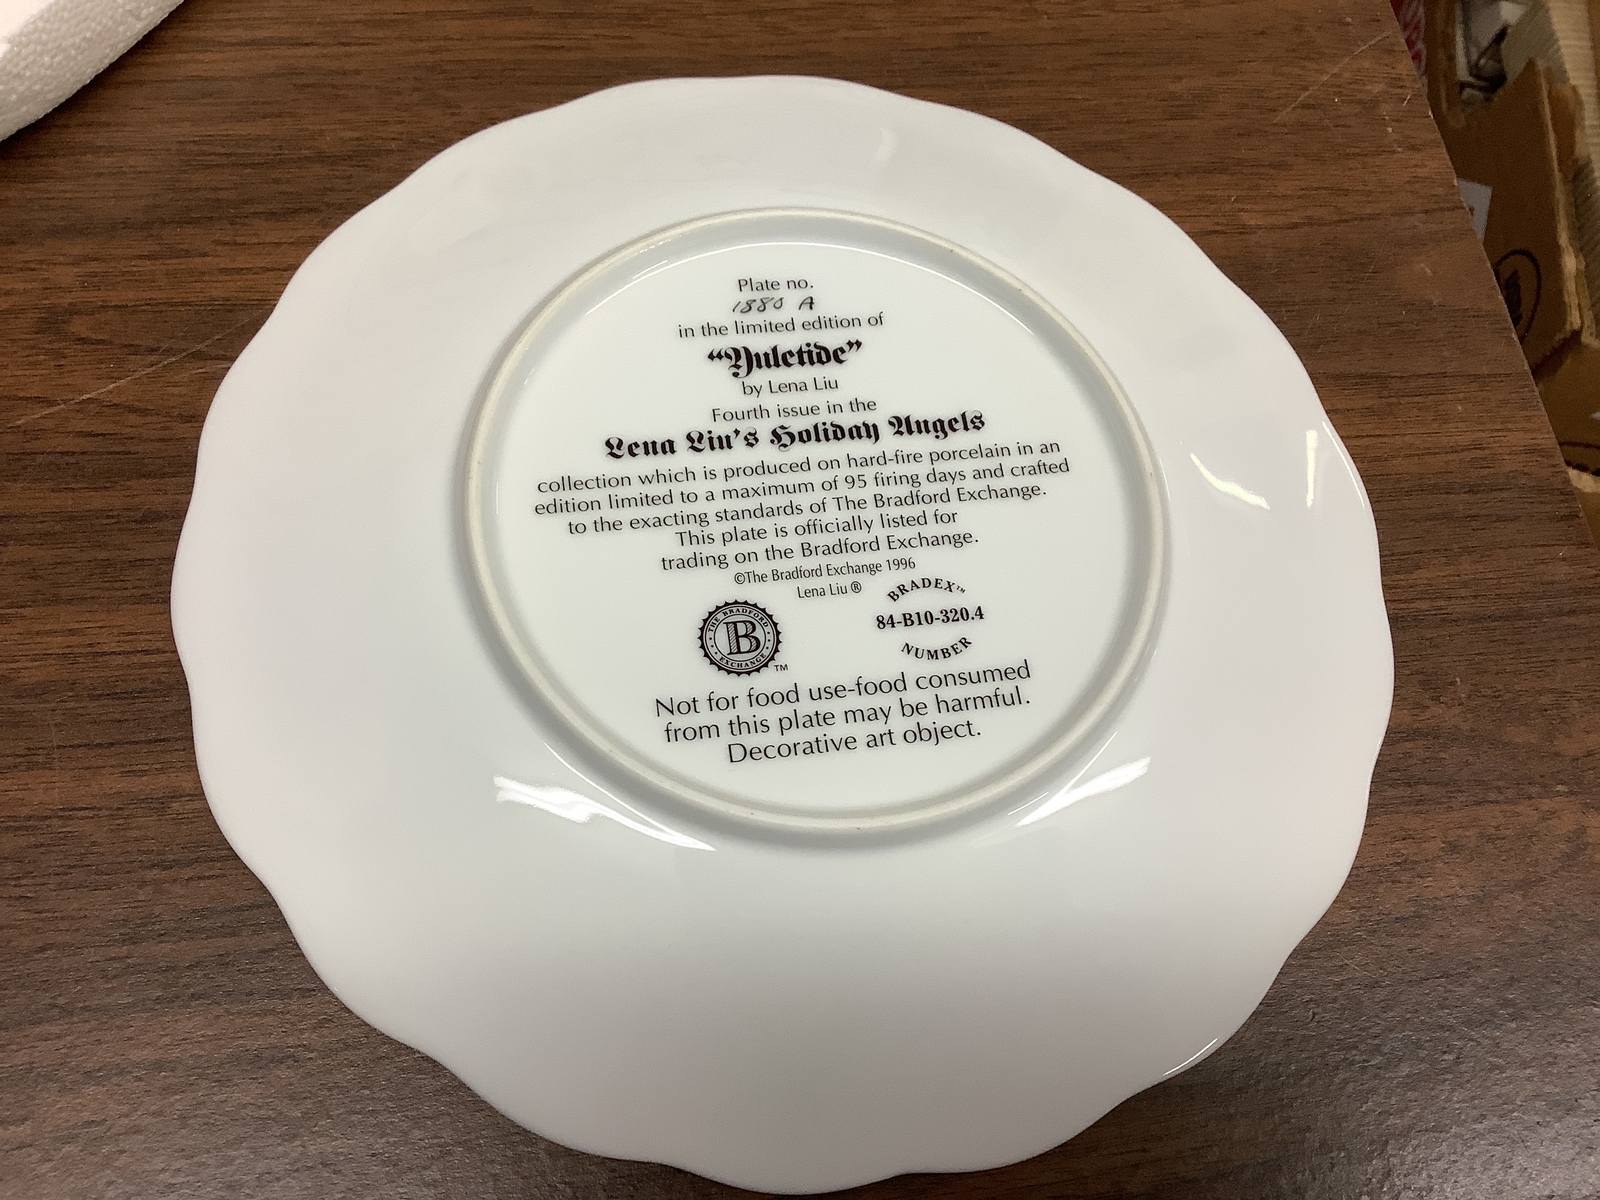 Plate no.
1880 A
in the limited edition of
“Yuletide”
by Lena Liu
Fourth issue in the
Lena Liu's Holiday Angels
collection which is produced on hard-fire porcelain in an
edition limited to a maximum of 95 firing days and crafted
to the exacting standards of The Bradford Exchange.
This plate is officially listed for
trading on the Bradford Exchange.
©The Bradford Exchange 1996
Lena Liu ®
THE BRADFORD
B
EXCHANGE
TM
BRADEX™
84-B10-320.4
NUMBER
Not for food use-food consumed
from this plate may be harmful.
Decorative art object.